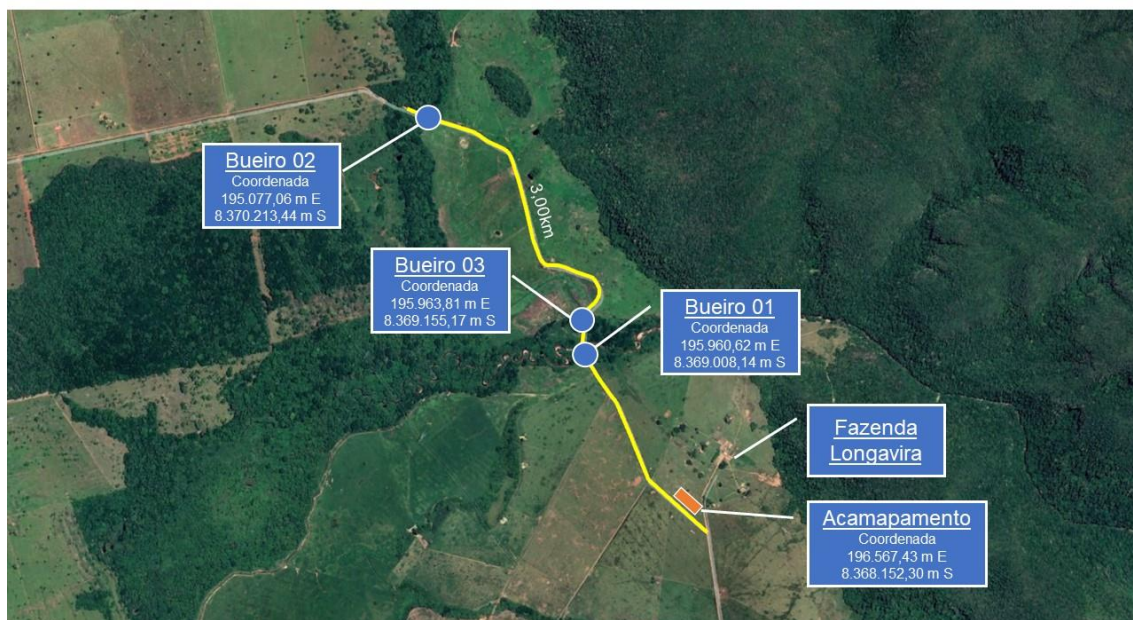 Bueiro 02
Coordenada
195.077,06 m E
8.370.213,44 m S
3,00km
Bueiro 03
Coordenada
195.963,81 m E
8.369.155,17 m S
Bueiro 01
Coordenada
195.960,62 m E
8.369.008,14 m S
Fazenda
Longavira
Acamapamento
Coordenada
196.567,43 m E
8.368.152,30 m S